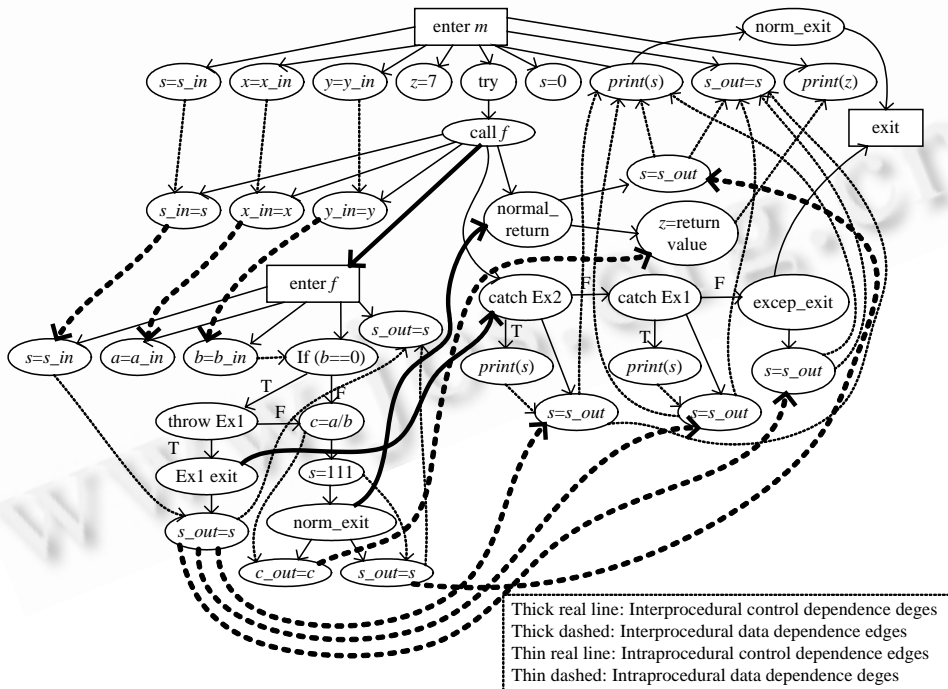 enter m
norm_exit
s=s_in
x=x_in
y=y_in
z=7
try
s=0
print(s)
s_out=s
print(z)
call f
exit
s=s_out
s_in=s
x_in=x
y_in=y
normal_
return
z=return
value
enter f
catch Ex2
F
catch Ex1
F
excep_exit
s_out=s
s=s_in
a=a_in
b=b_in
If (b==0)
T
T
print(s)
print(s)
s=s_out
T
F
throw Ex1
F
c=a/b
s=s_out
s=s_out
T
Ex1 exit
s=111
s_out=s
norm_exit
c_out=c
s_out=s
Thick real line: Interprocedural control dependence deges
Thick dashed: Interprocedural data dependence edges
Thin real line: Intraprocedural control dependence edges
Thin dashed: Intraprocedural data dependence deges